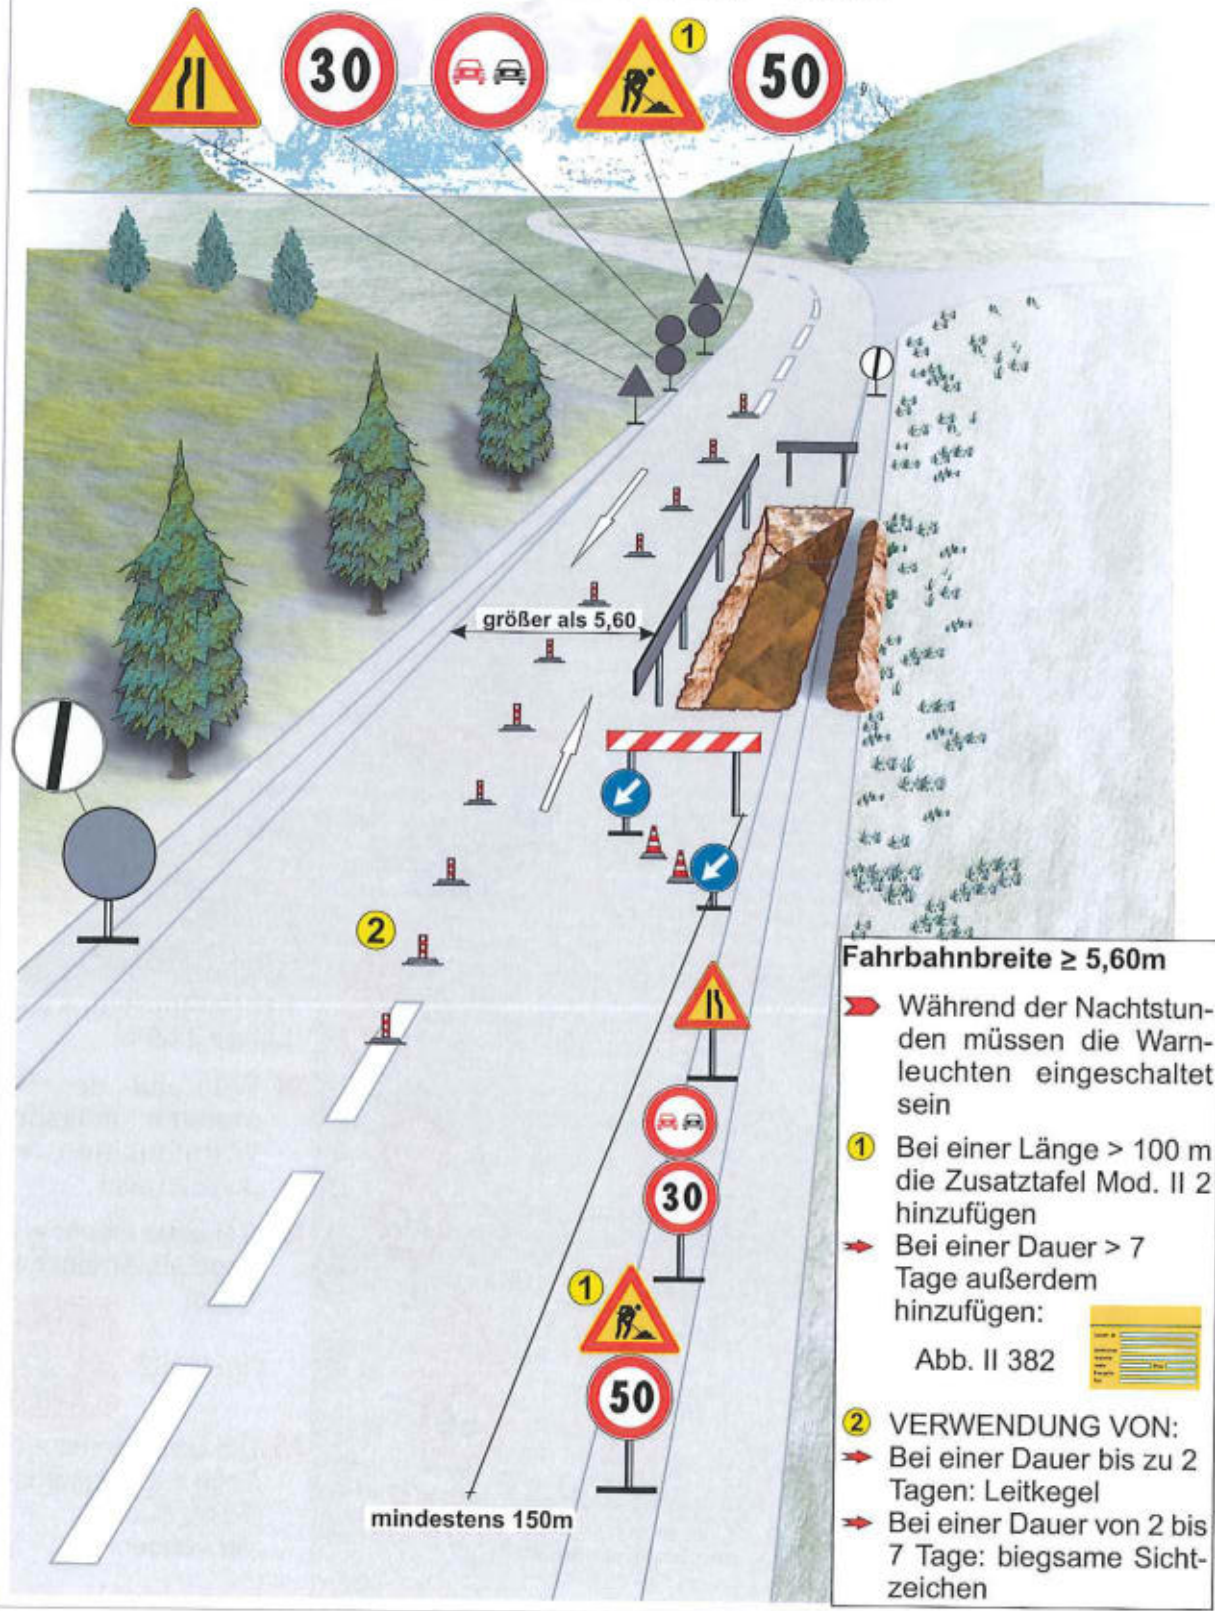 30
1
50
größer als 5,60
2
30
1
50
mindestens 150m
Fahrbahnbreite ≥ 5,60m
Während der Nachtstun-
den müssen die Warn-
leuchten eingeschaltet
sein
1 Bei einer Länge > 100 m
die Zusatztafel Mod. II 2
hinzufügen
Bei einer Dauer > 7
Tage außerdem
hinzufügen:
Abb. II 382
2 VERWENDUNG VON:
Bei einer Dauer bis zu 2
Tagen: Leitkegel
Bei einer Dauer von 2 bis
7 Tage: biegsame Sicht-
zeichen